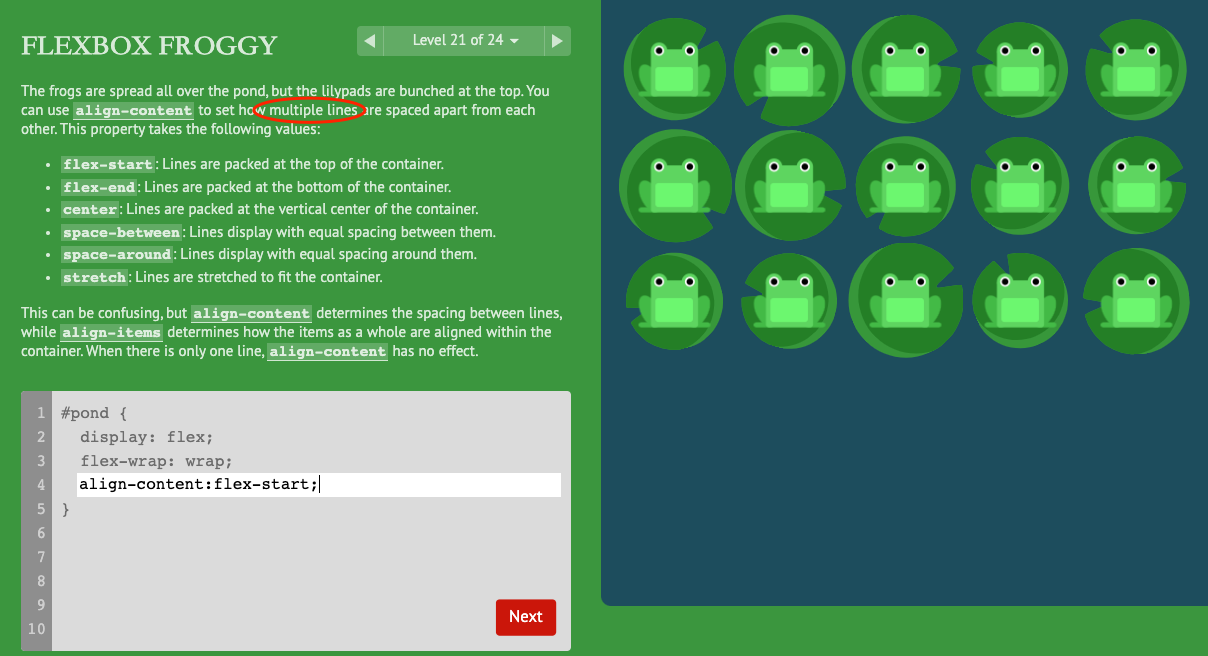 FLEXBOX FROGGY
Level 21 of 24
The frogs are spread all over the pond, but the lilypads are bunched at the top. You
can use align-content to set how multiple lines are spaced apart from each
other. This property takes the following values:
• flex-start: Lines are packed at the top of the container.
• flex-end: Lines are packed at the bottom of the container.
• center: Lines are packed at the vertical center of the container.
• space-between: Lines display with equal spacing between them.
• space-around: Lines display with equal spacing around them.
• stretch: Lines are stretched to fit the container.
This can be confusing, but align-content determines the spacing between lines,
while align-items determines how the items as a whole are aligned within the
container. When there is only one line, align-content has no effect.
1 #pond {
2 display: flex;
3 flex-wrap: wrap;
4 align-content:flex-start;
5 }
6
7
8
9
10
Next